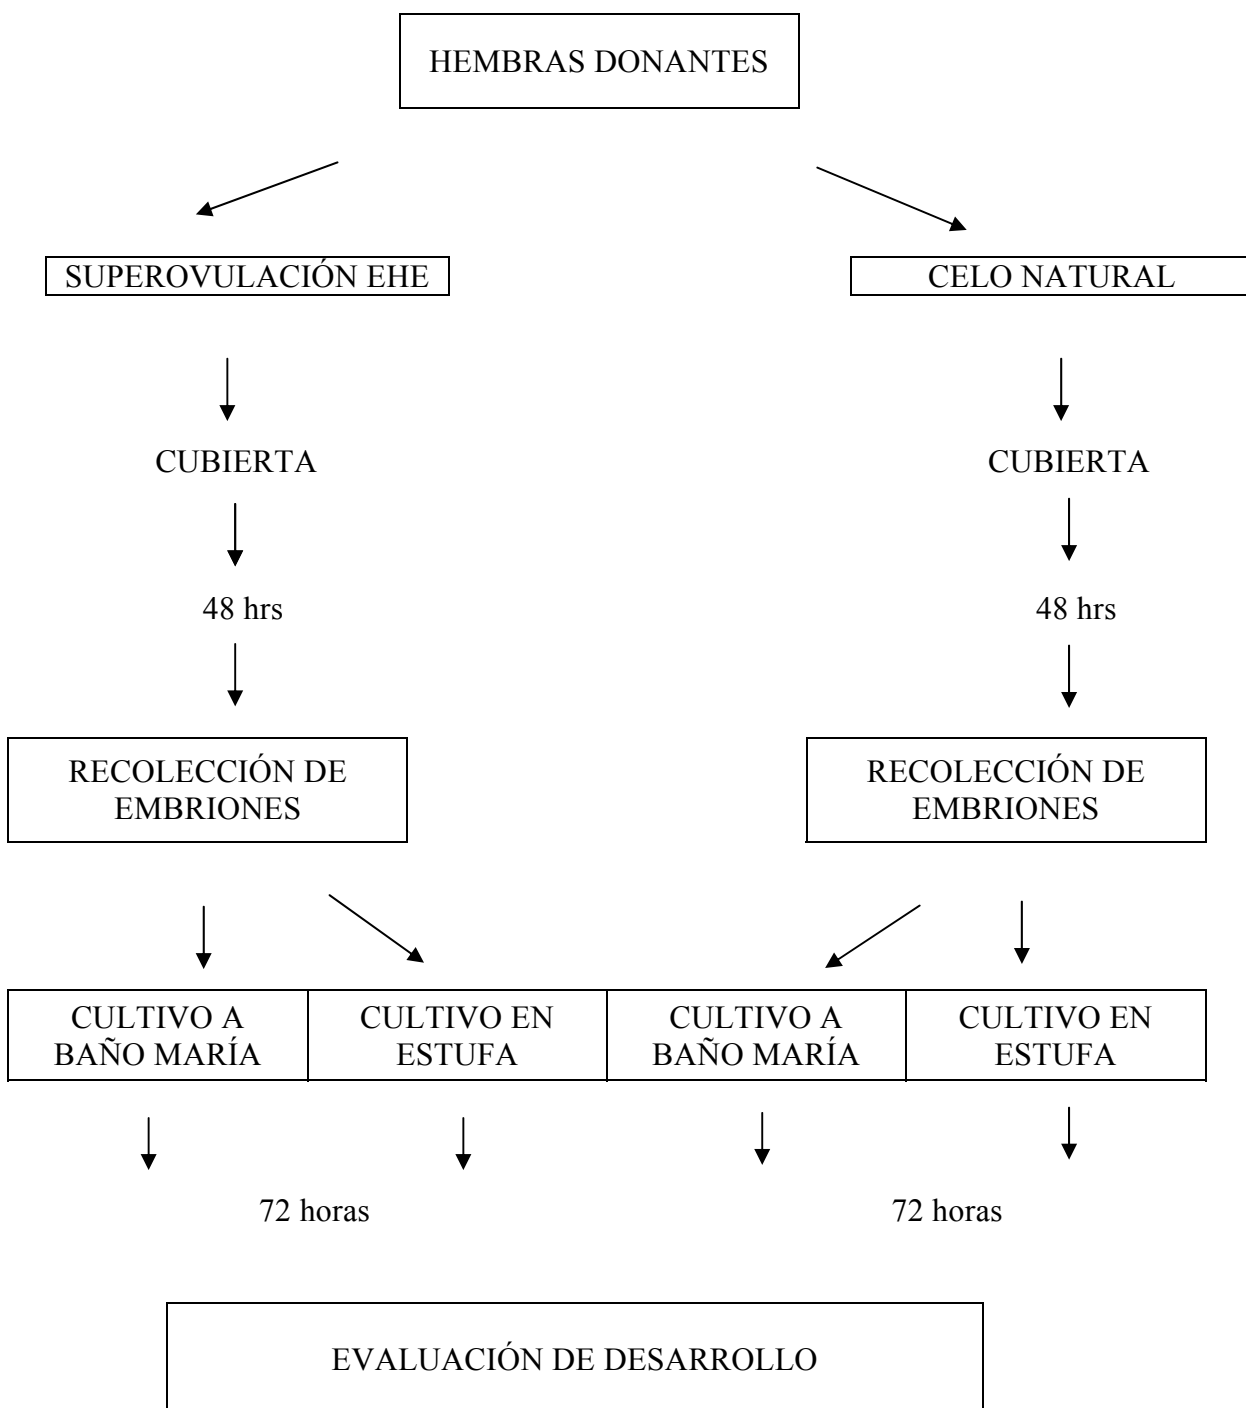 HEMBRAS DONANTES
SUPEROVULACIÓN EHE
CELO NATURAL
CUBIERTA
CUBIERTA
48 hrs
48 hrs
RECOLECCIÓN DE
EMBRIONES
RECOLECCIÓN DE
EMBRIONES
CULTIVO A
BAÑO MARÍA
CULTIVO EN
ESTUFA
CULTIVO A
BAÑO MARÍA
CULTIVO EN
ESTUFA
72 horas
72 horas
EVALUACIÓN DE DESARROLLO